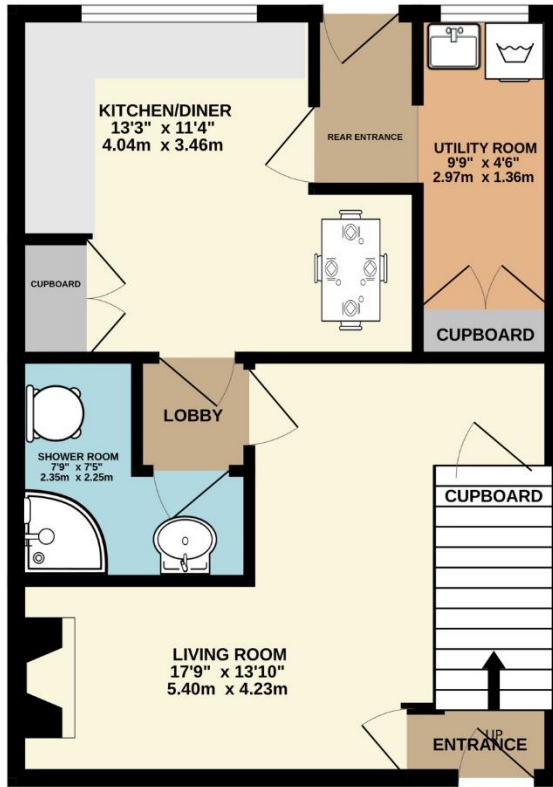 KITCHEN/DINER
13'3" x 11'4"
4.04m x 3.46m
REAR ENTRANCE
UTILITY ROOM
9'9" x 4'6"
2.97m x 1.36m
CUPBOARD
CUPBOARD
LOBBY
SHOWER ROOM
7'9" x 7'5"
2.35m x 2.25m
CUPBOARD
LIVING ROOM
17'9" x 13'10"
5.40m x 4.23m
UP
ENTRANCE